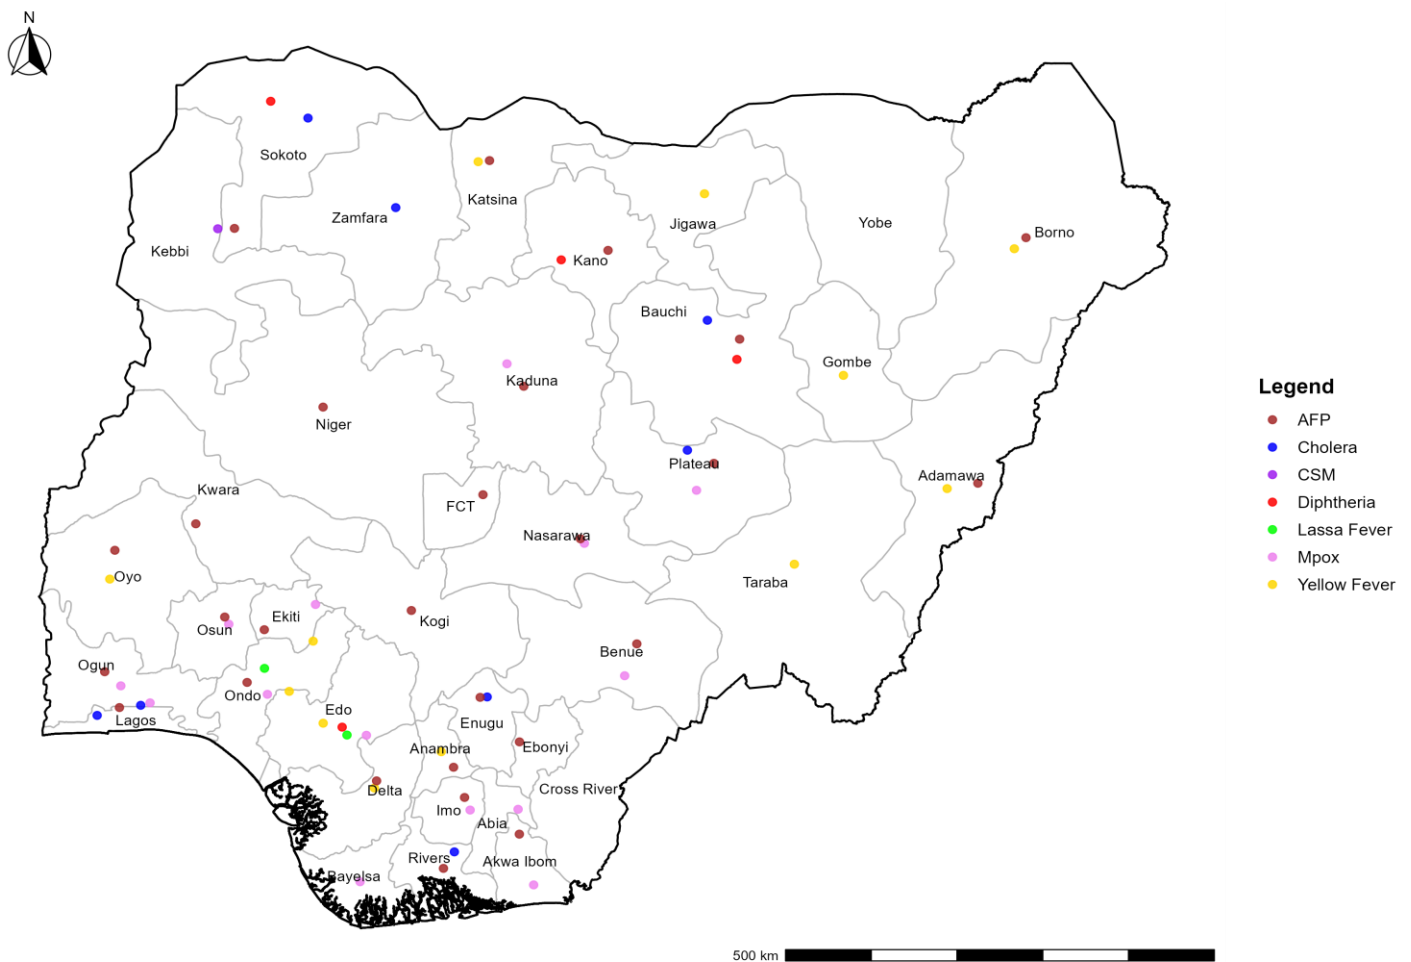 N
Sokoto
Zamfara
Katsina
Kebbi
Kano
Jigawa
Yobe
Borno
Bauchi
Gombe
Kaduna
Niger
Plateau
Adamawa
Kwara
FCT
Nasarawa
Oyo
Taraba
Osun
Ekiti
Kogi
Benue
Ogun
Ondo
Edo
Lagos
Enugu
Anambra
Ebonyi
Delta
Cross River
Imo
Abia
Rivers
Akwa Ibom
Bayelsa
Legend
AFP
Cholera
CSM
Diphtheria
Lassa Fever
Mpox
Yellow Fever
500 km